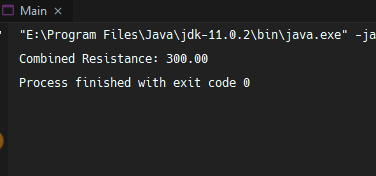 Main
"E:\Program Files\Java\jdk-11.0.2\bin\java.exe" -ja
Combined Resistance: 300.00
Process finished with exit code 0